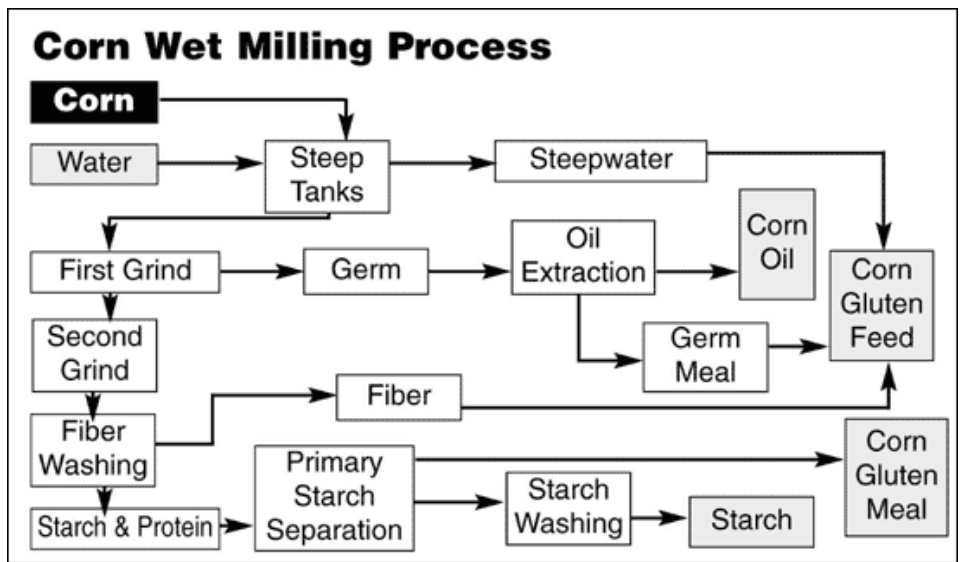 Corn Wet Milling Process
Corn
Water
Steep
Tanks
Steepwater
Corn
Oil
First Grind
Germ
Oil
Extraction
Corn
Gluten
Feed
Second
Grind
Germ
Meal
Fiber
Fiber
Washing
Primary
Starch
Separation
Corn
Gluten
Meal
Starch & Protein
Starch
Washing
Starch